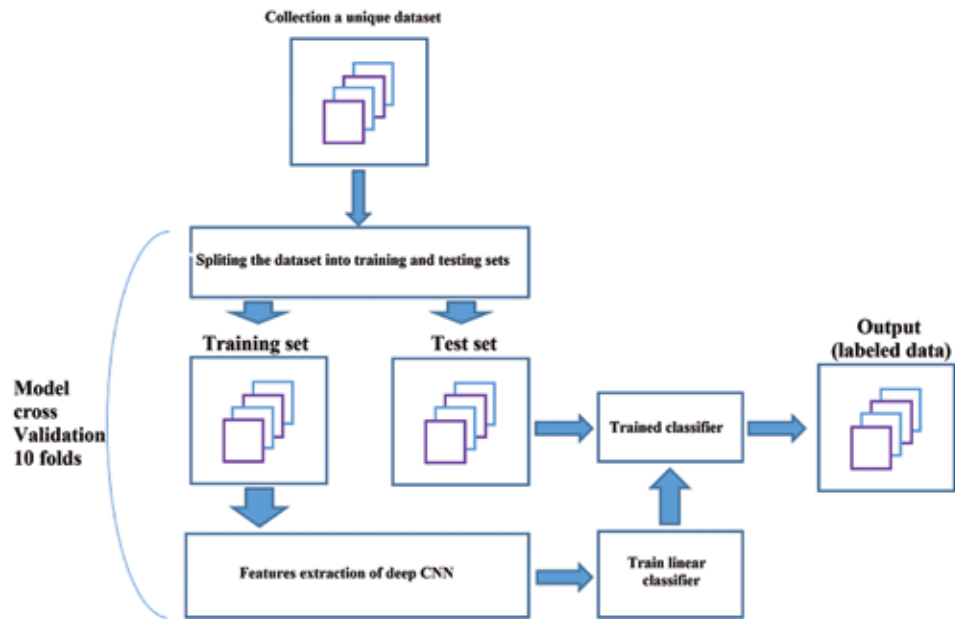 Collection a unique dataset
Spliting the dataset into training and testing sets
Training set
Test set
Output
(labeled data)
Model
cross
Validation
10 folds
Trained classifier
Features extraction of deep CNN
Train linear
classifier